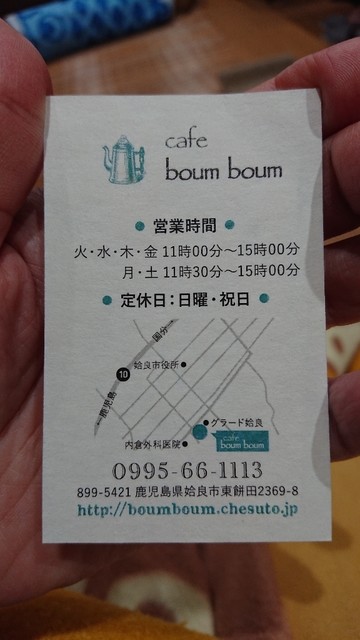 cafe
boum boum
● 営業時間 ●
火・水・木・金 11時00分～15時00分
月・土 11時30分～15時00分
● 定休日：日曜・祝日 ●
国分→
姶良市役所●
10
←鹿児島
●グラード姶良
cafe
boum boum
内倉外科医院●
0995-66-1113
899-5421 鹿児島県姶良市東餅田2369-8
http://boumboum.chesuto.jp